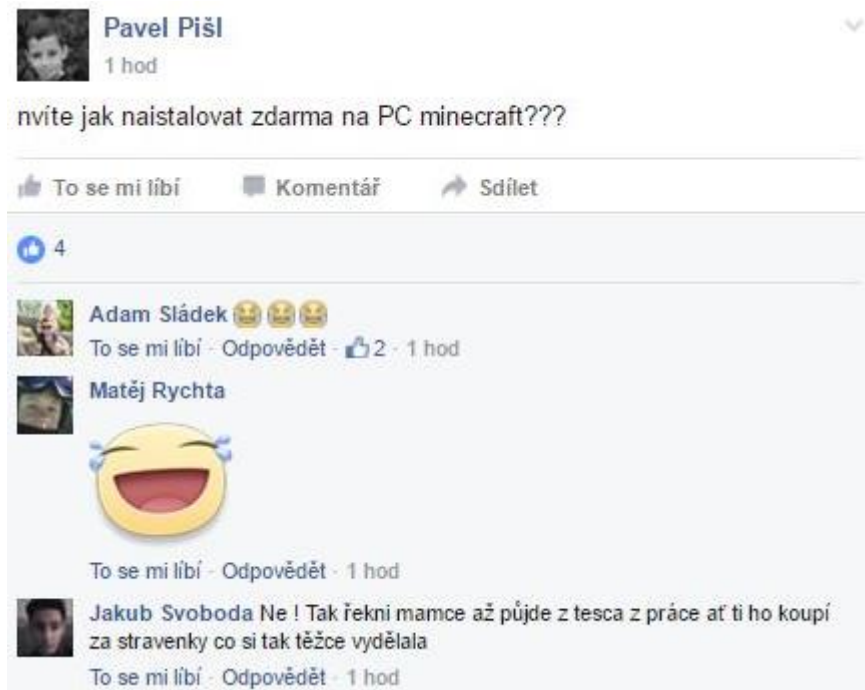 Pavel Pišl
1 hod
nvíte jak naistalovat zdarma na PC minecraft???
To se mi líbí Komentář Sdílet
4
Adam Sládek
To se mi líbí · Odpovědět · 2 · 1 hod
Matěj Rychta
To se mi líbí · Odpovědět · 1 hod
Jakub Svoboda Ne ! Tak řekni mamce až půjde z tesca z práce ať ti ho koupí
za stravenky co si tak těžce vydělala
To se mi líbí · Odpovědět · 1 hod